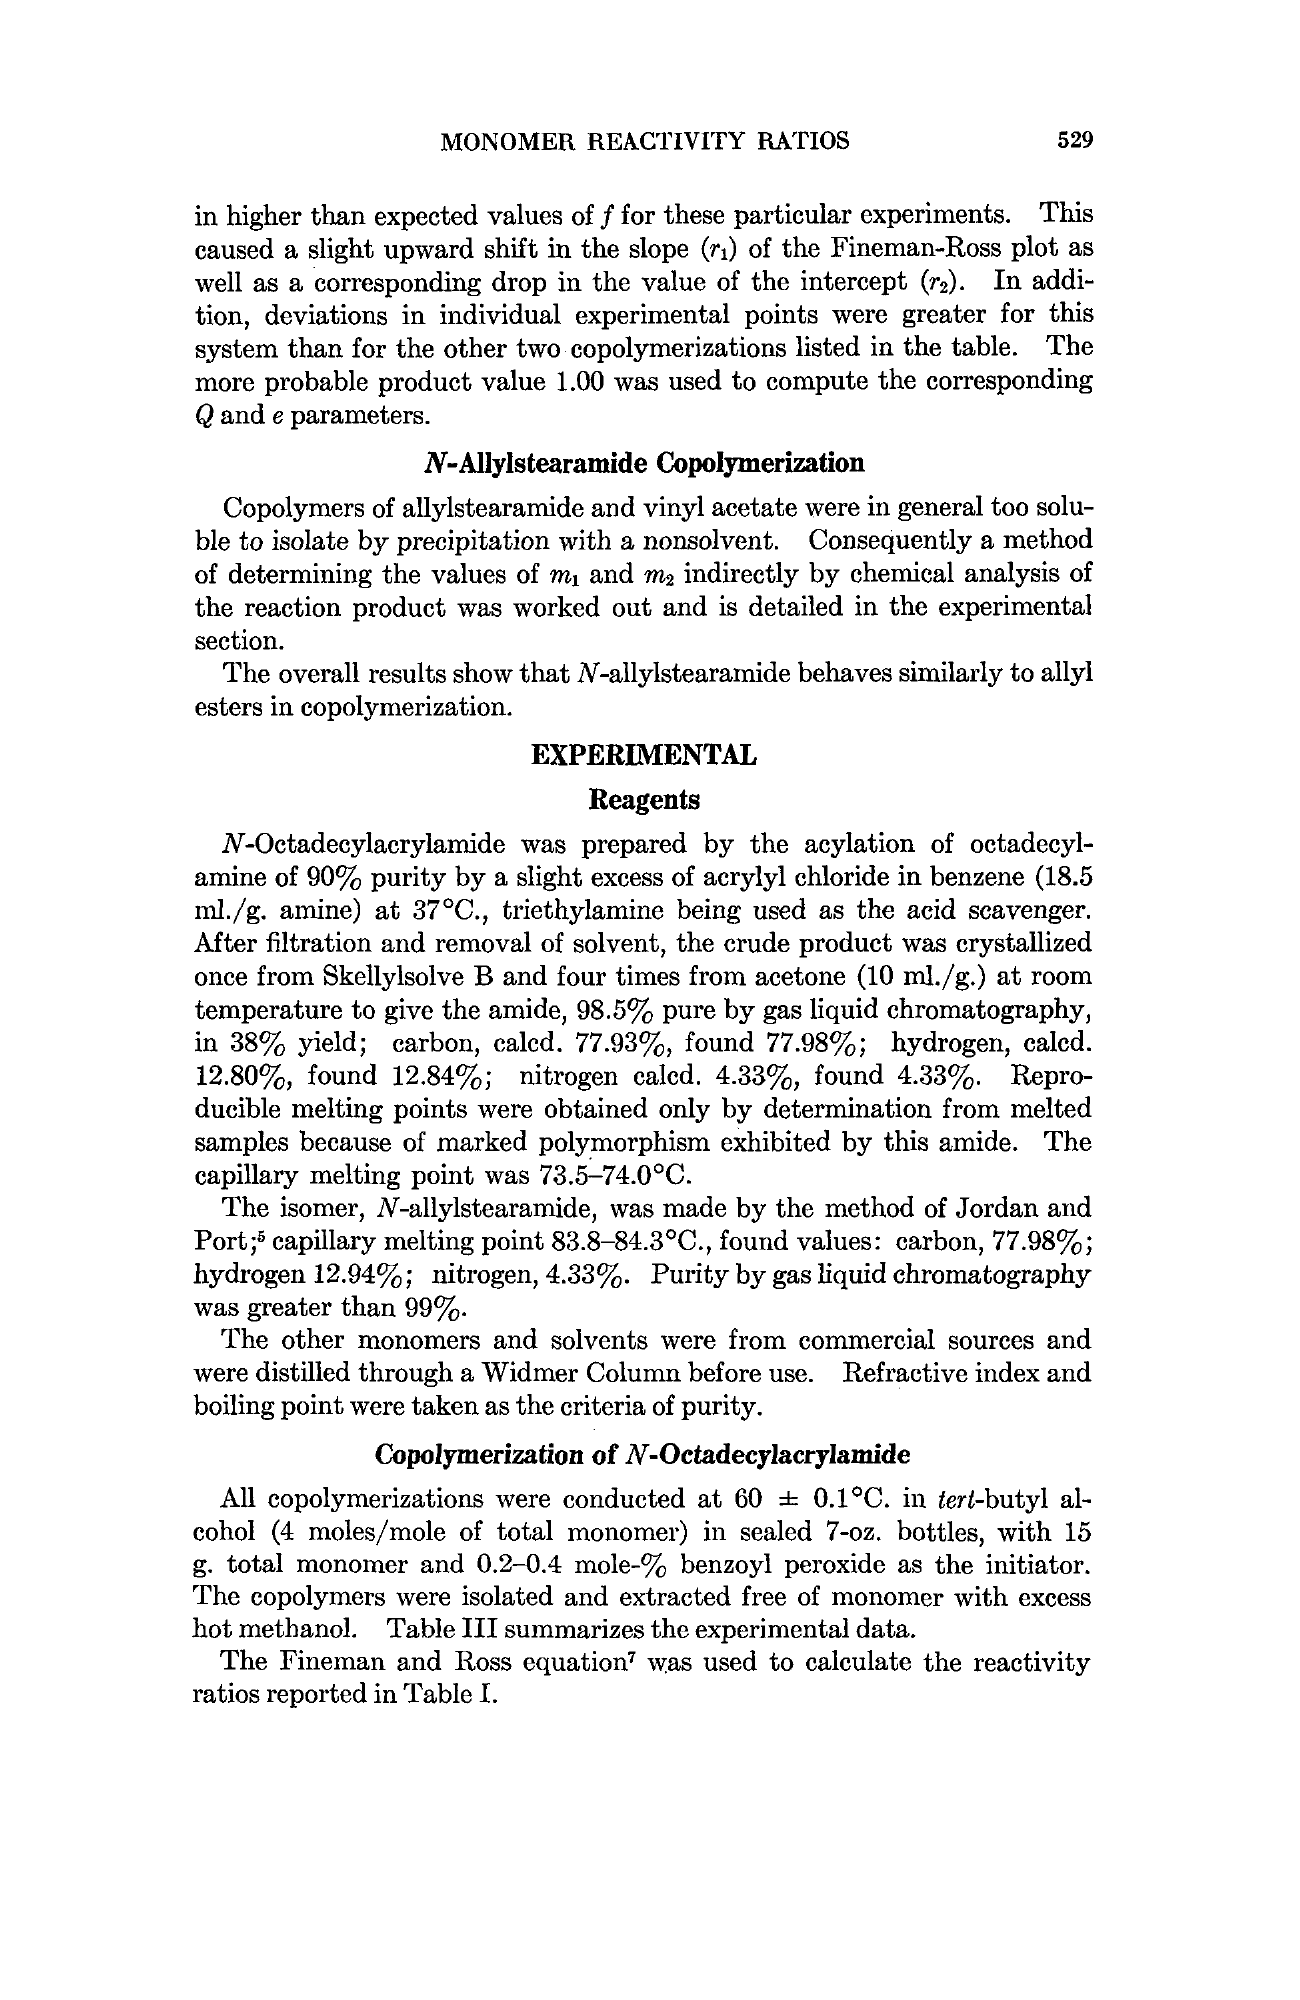 MONOMER REACTIVITY RATIOS 529
in higher than expected values of f for these particular experiments. This
caused a slight upward shift in the slope (r₁) of the Fineman-Ross plot as
well as a corresponding drop in the value of the intercept (r₂). In addi-
tion, deviations in individual experimental points were greater for this
system than for the other two copolymerizations listed in the table. The
more probable product value 1.00 was used to compute the corresponding
Q and e parameters.
N-Allylstearamide Copolymerization
Copolymers of allylstearamide and vinyl acetate were in general too solu-
ble to isolate by precipitation with a nonsolvent. Consequently a method
of determining the values of m₁ and m₂ indirectly by chemical analysis of
the reaction product was worked out and is detailed in the experimental
section.
The overall results show that N-allylstearamide behaves similarly to allyl
esters in copolymerization.
EXPERIMENTAL
Reagents
N-Octadecylacrylamide was prepared by the acylation of octadecyl-
amine of 90% purity by a slight excess of acrylyl chloride in benzene (18.5
ml./g. amine) at 37°C., triethylamine being used as the acid scavenger.
After filtration and removal of solvent, the crude product was crystallized
once from Skellylsolve B and four times from acetone (10 ml./g.) at room
temperature to give the amide, 98.5% pure by gas liquid chromatography,
in 38% yield; carbon, calcd. 77.93%, found 77.98%; hydrogen, calcd.
12.80%, found 12.84%; nitrogen calcd. 4.33%, found 4.33%. Repro-
ducible melting points were obtained only by determination from melted
samples because of marked polymorphism exhibited by this amide. The
capillary melting point was 73.5–74.0°C.
The isomer, N-allylstearamide, was made by the method of Jordan and
Port;⁵ capillary melting point 83.8–84.3°C., found values: carbon, 77.98%;
hydrogen 12.94%; nitrogen, 4.33%. Purity by gas liquid chromatography
was greater than 99%.
The other monomers and solvents were from commercial sources and
were distilled through a Widmer Column before use. Refractive index and
boiling point were taken as the criteria of purity.
Copolymerization of N-Octadecylacrylamide
All copolymerizations were conducted at 60 ± 0.1°C. in tert-butyl al-
cohol (4 moles/mole of total monomer) in sealed 7-oz. bottles, with 15
g. total monomer and 0.2–0.4 mole-% benzoyl peroxide as the initiator.
The copolymers were isolated and extracted free of monomer with excess
hot methanol. Table III summarizes the experimental data.
The Fineman and Ross equation⁷ was used to calculate the reactivity
ratios reported in Table I.